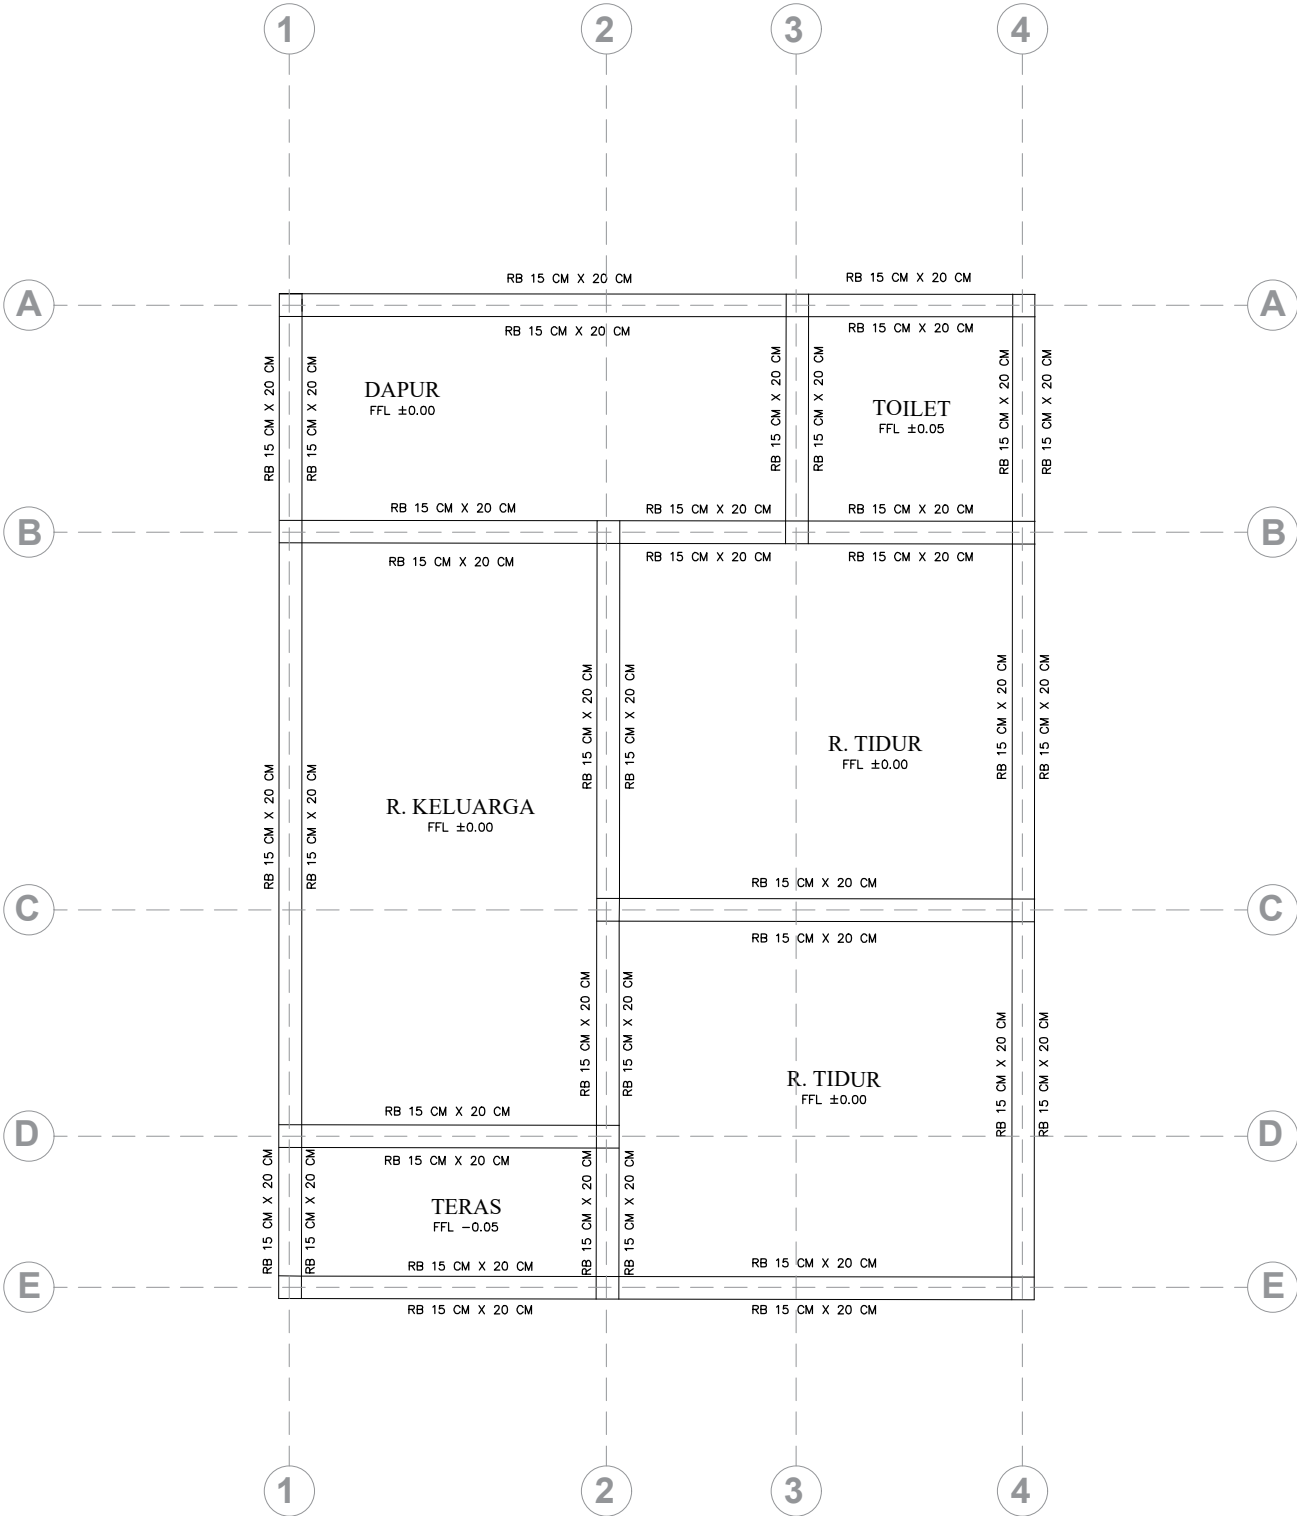 1 2 3 4
RB 15 CM X 20 CM RB 15 CM X 20 CM
A A
RB 15 CM X 20 CM RB 15 CM X 20 CM
RB 15 CM X 20 CM RB 15 CM X 20 CM RB 15 CM X 20 CM RB 15 CM X 20 CM RB 15 CM X 20 CM RB 15 CM X 20 CM
DAPUR
FFL ±0.00
TOILET
FFL ±0.05
RB 15 CM X 20 CM RB 15 CM X 20 CM RB 15 CM X 20 CM
B B
RB 15 CM X 20 CM RB 15 CM X 20 CM RB 15 CM X 20 CM
RB 15 CM X 20 CM RB 15 CM X 20 CM RB 15 CM X 20 CM RB 15 CM X 20 CM
R. TIDUR
FFL ±0.00
RB 15 CM X 20 CM RB 15 CM X 20 CM
R. KELUARGA
FFL ±0.00
RB 15 CM X 20 CM
C C
RB 15 CM X 20 CM
RB 15 CM X 20 CM RB 15 CM X 20 CM RB 15 CM X 20 CM RB 15 CM X 20 CM
R. TIDUR
FFL ±0.00
RB 15 CM X 20 CM
D D
RB 15 CM X 20 CM
RB 15 CM X 20 CM RB 15 CM X 20 CM RB 15 CM X 20 CM RB 15 CM X 20 CM
TERAS
FFL −0.05
RB 15 CM X 20 CM RB 15 CM X 20 CM
E E
RB 15 CM X 20 CM RB 15 CM X 20 CM
1 2 3 4